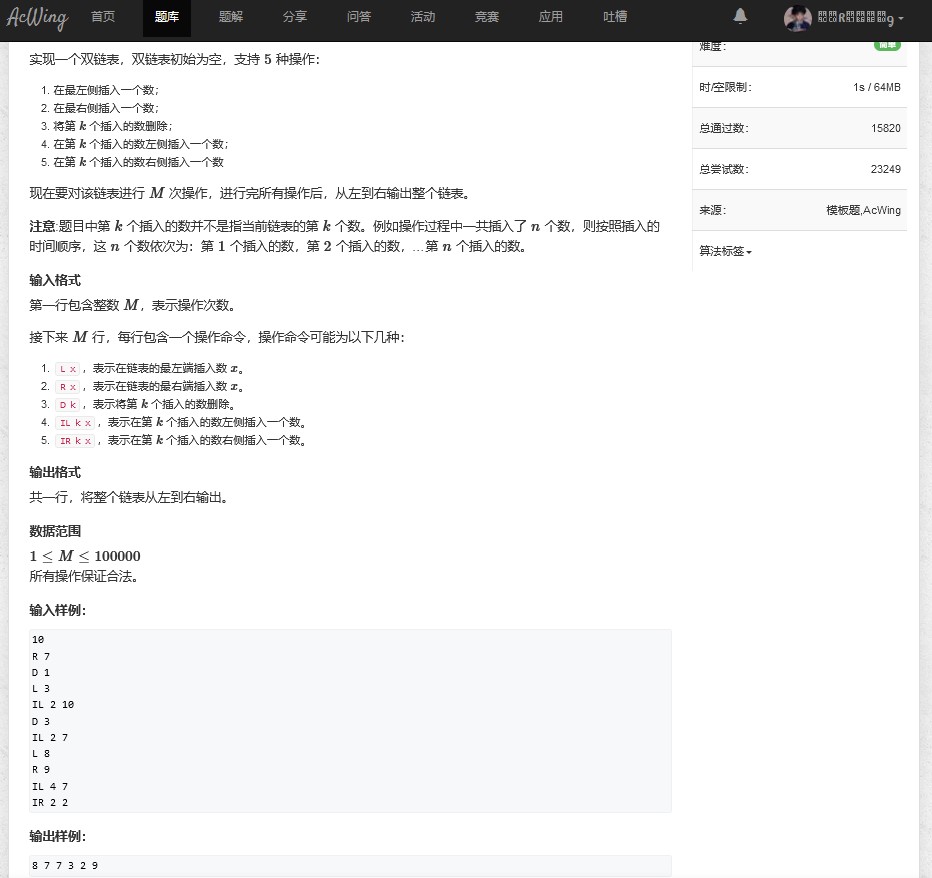 AcWing 首页 题库 题解 分享 问答 活动 竞赛 应用 吐槽
难度：
简单
实现一个双链表，双链表初始为空，支持 5 种操作：
1. 在最左侧插入一个数；
2. 在最右侧插入一个数；
3. 将第 k 个插入的数删除；
4. 在第 k 个插入的数左侧插入一个数；
5. 在第 k 个插入的数右侧插入一个数
现在要对该链表进行 M 次操作，进行完所有操作后，从左到右输出整个链表。
注意:题目中第 k 个插入的数并不是指当前链表的第 k 个数。例如操作过程中一共插入了 n 个数，则按照插入的
时间顺序，这 n 个数依次为：第 1 个插入的数，第 2 个插入的数，…第 n 个插入的数。
输入格式
第一行包含整数 M，表示操作次数。
接下来 M 行，每行包含一个操作命令，操作命令可能为以下几种：
1. L x，表示在链表的最左端插入数 x。
2. R x，表示在链表的最右端插入数 x。
3. D k，表示将第 k 个插入的数删除。
4. IL k x，表示在第 k 个插入的数左侧插入一个数。
5. IR k x，表示在第 k 个插入的数右侧插入一个数。
输出格式
共一行，将整个链表从左到右输出。
数据范围
1 ≤ M ≤ 100000
所有操作保证合法。
输入样例：
10
R 7
D 1
L 3
IL 2 10
D 3
IL 2 7
L 8
R 9
IL 4 7
IR 2 2
输出样例：
8 7 7 3 2 9
时/空限制： 1s / 64MB
总通过数： 15820
总尝试数： 23249
来源： 模板题,AcWing
算法标签